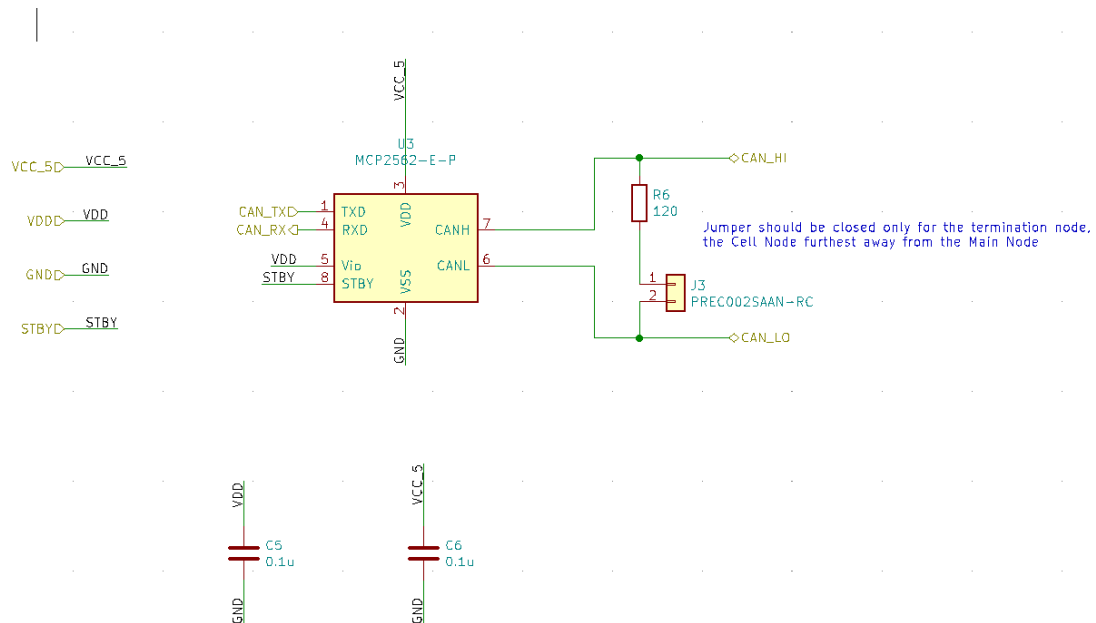 VCC_5
U3
MCP2562-E-P
VCC_5
VCC_5
VDD
VDD
GND
GND
STBY
STBY
CAN_TX
1
TXD
CAN_RX
4
RXD
VDD
5
Vio
STBY
8
STBY
3
VDD
VSS
2
GND
CANH
7
CANL
6
CAN_HI
R6
120
Jumper should be closed only for the termination node,
the Cell Node furthest away from the Main Node
1
2
J3
PREC002SAAN-RC
CAN_LO
VDD
C5
0.1u
GND
VCC_5
C6
0.1u
GND